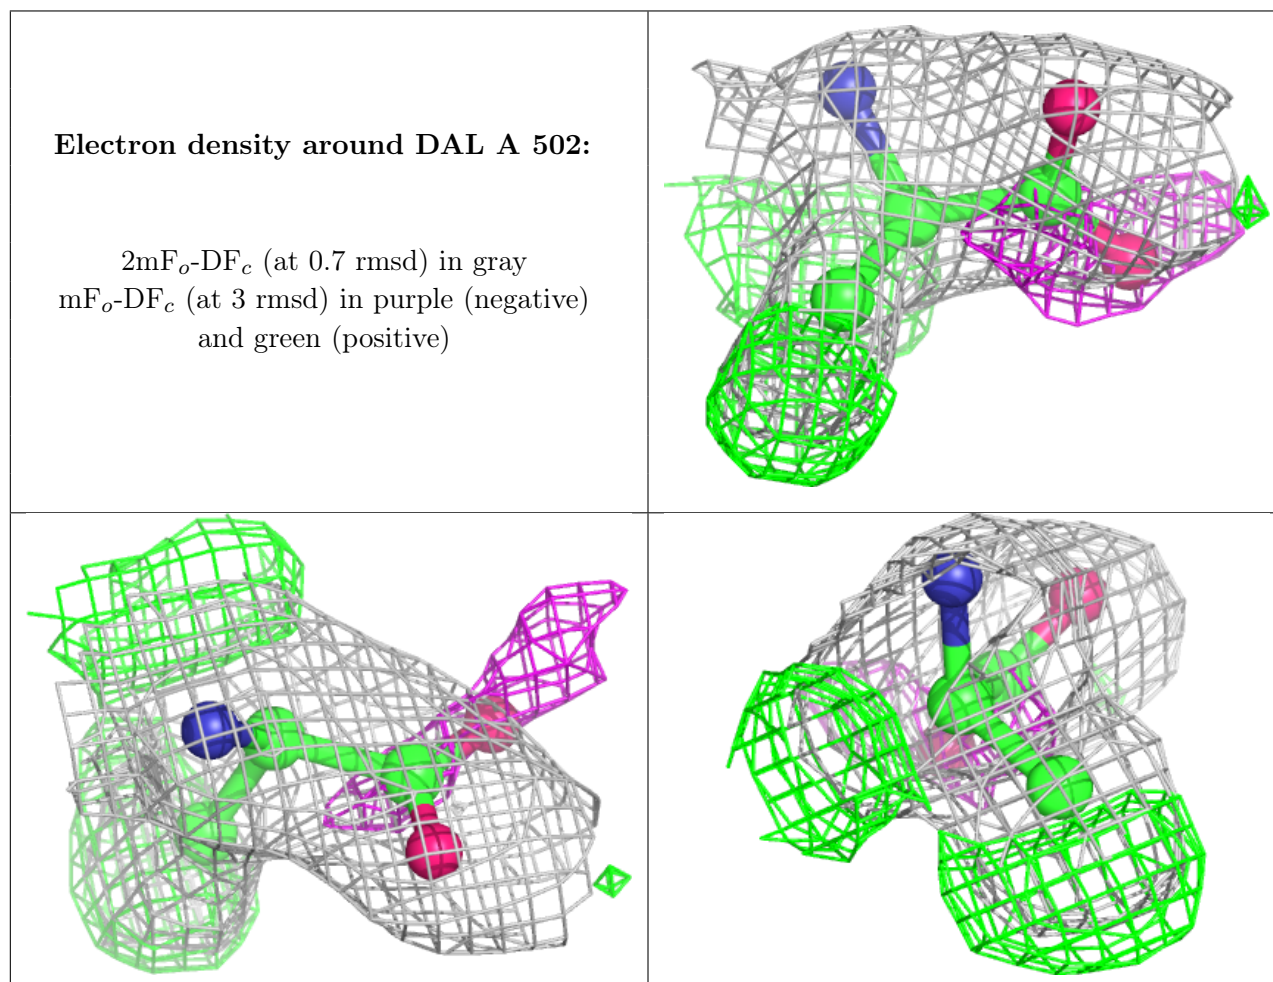 Electron density around DAL A 502:
2mFₒ-DF𝒸 (at 0.7 rmsd) in gray
mFₒ-DF𝒸 (at 3 rmsd) in purple (negative)
and green (positive)